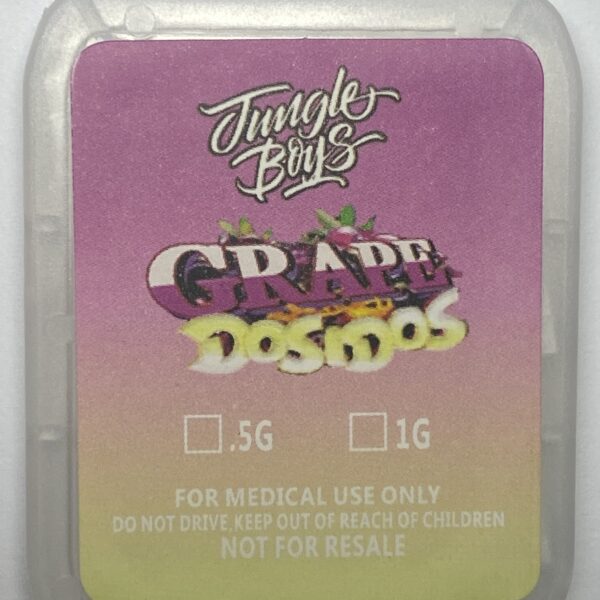 Jungle
Boys
GRAPE
DOSMOS
.5G 1G
FOR MEDICAL USE ONLY
DO NOT DRIVE,KEEP OUT OF REACH OF CHILDREN
NOT FOR RESALE